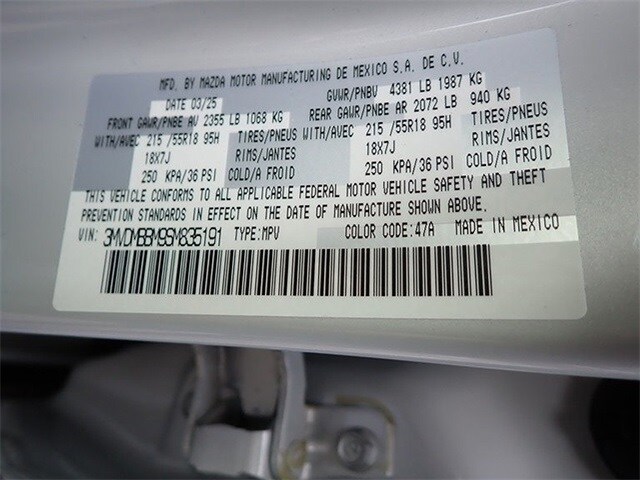 MFD. BY MAZDA MOTOR MANUFACTURING DE MEXICO S.A. DE C.V.
DATE 03/25 GVWR/PNBV 4381 LB 1987 KG
FRONT GAWR/PNBE AV 2355 LB 1068 KG REAR GAWR/PNBE AR 2072 LB 940 KG
WITH/AVEC 215 /55R18 95H TIRES/PNEUS WITH/AVEC 215 /55R18 95H TIRES/PNEUS
18X7J RIMS/JANTES 18X7J RIMS/JANTES
250 KPA/36 PSI COLD/A FROID 250 KPA/36 PSI COLD/A FROID
THIS VEHICLE CONFORMS TO ALL APPLICABLE FEDERAL MOTOR VEHICLE SAFETY AND THEFT
PREVENTION STANDARDS IN EFFECT ON THE DATE OF MANUFACTURE SHOWN ABOVE.
VIN: 3MVDMBBM9SM835191 TYPE:MPV COLOR CODE:47A MADE IN MEXICO